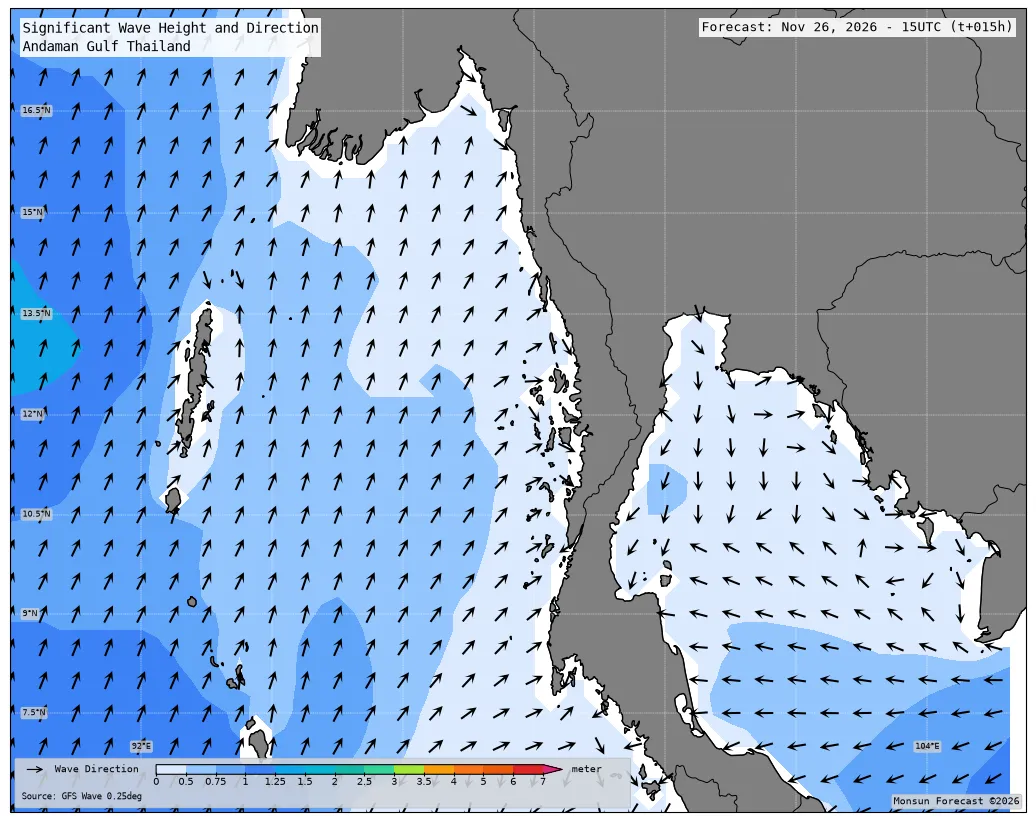 Significant Wave Height and Direction
Andaman Gulf Thailand
Forecast: Nov 26, 2026 - 15UTC (t+015h)
16.5°N
15°N
13.5°N
12°N
10.5°N
9°N
7.5°N
92°E
104°E
Wave Direction
0.5 0.75 1 1.25 1.5 2 2.5 3 3.5 4 5 6 7 meter
Source: GFS Wave 0.25deg
Monsun Forecast ©2026